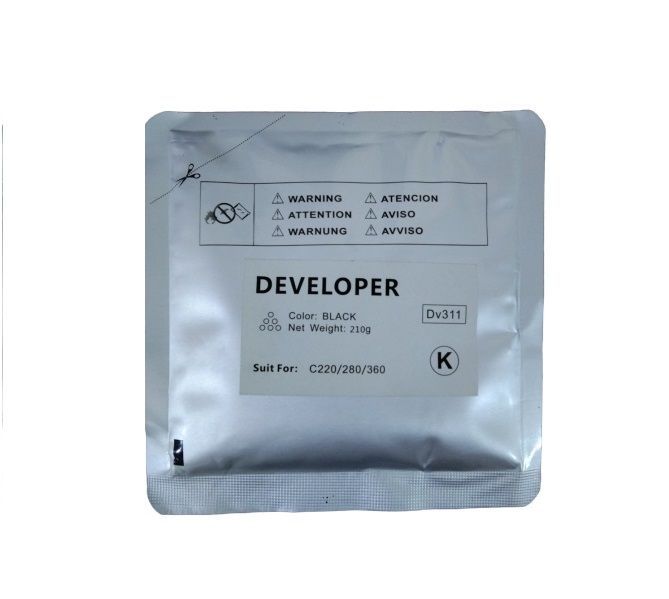 WARNING ATENCION
ATTENTION AVISO
WARNUNG AVVISO
DEVELOPER
Color: BLACK
Net Weight: 210g
Dv311
K
Suit For: C220/280/360